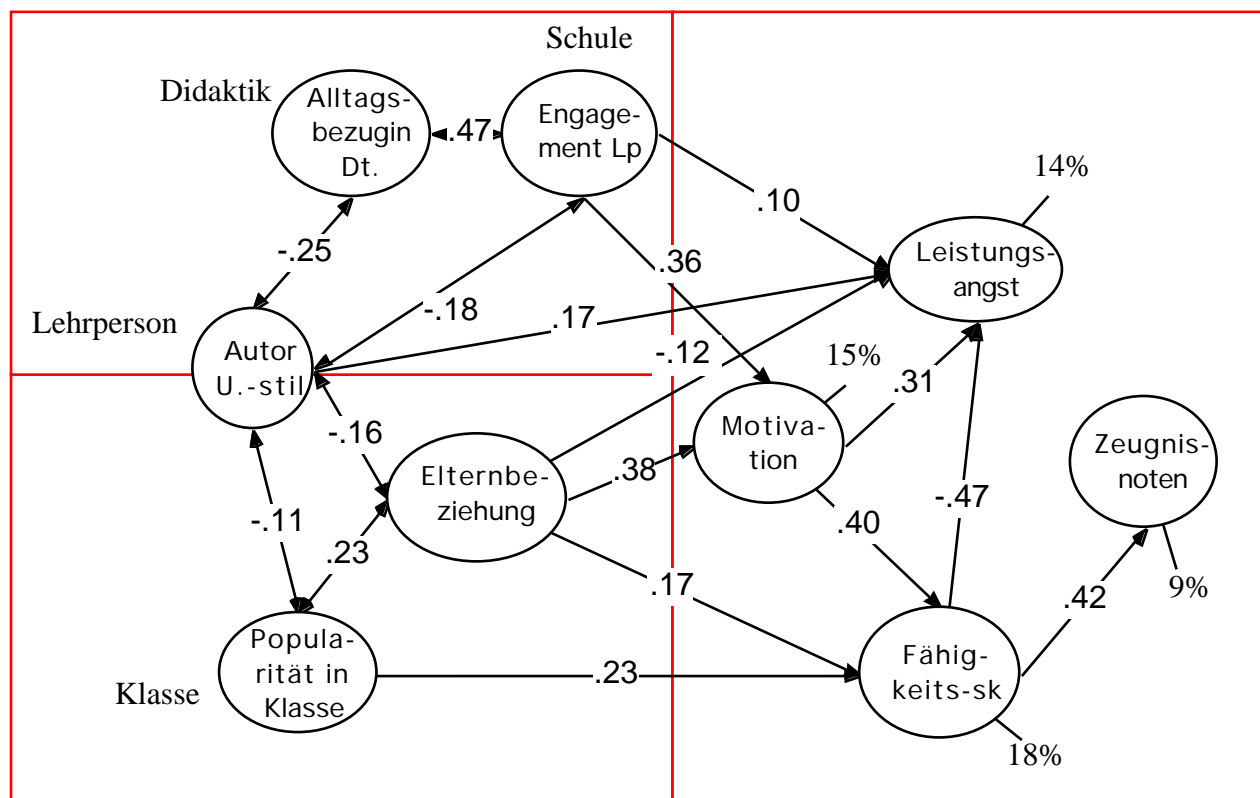 Schule
Didaktik
Alltags-
bezugin
Dt.
.47
Engage-
ment Lp
14%
.10
-.25
.36
Leistungs-
angst
Lehrperson
-.18
.17
Autor
U.-stil
-.12
15%
.31
-.16
Motiva-
tion
Zeugnis-
noten
Elternbe-
ziehung
.38
-.47
-.11
.23
.40
.17
.42
9%
Popula-
rität in
Klasse
Klasse
.23
Fähig-
keits-sk
18%